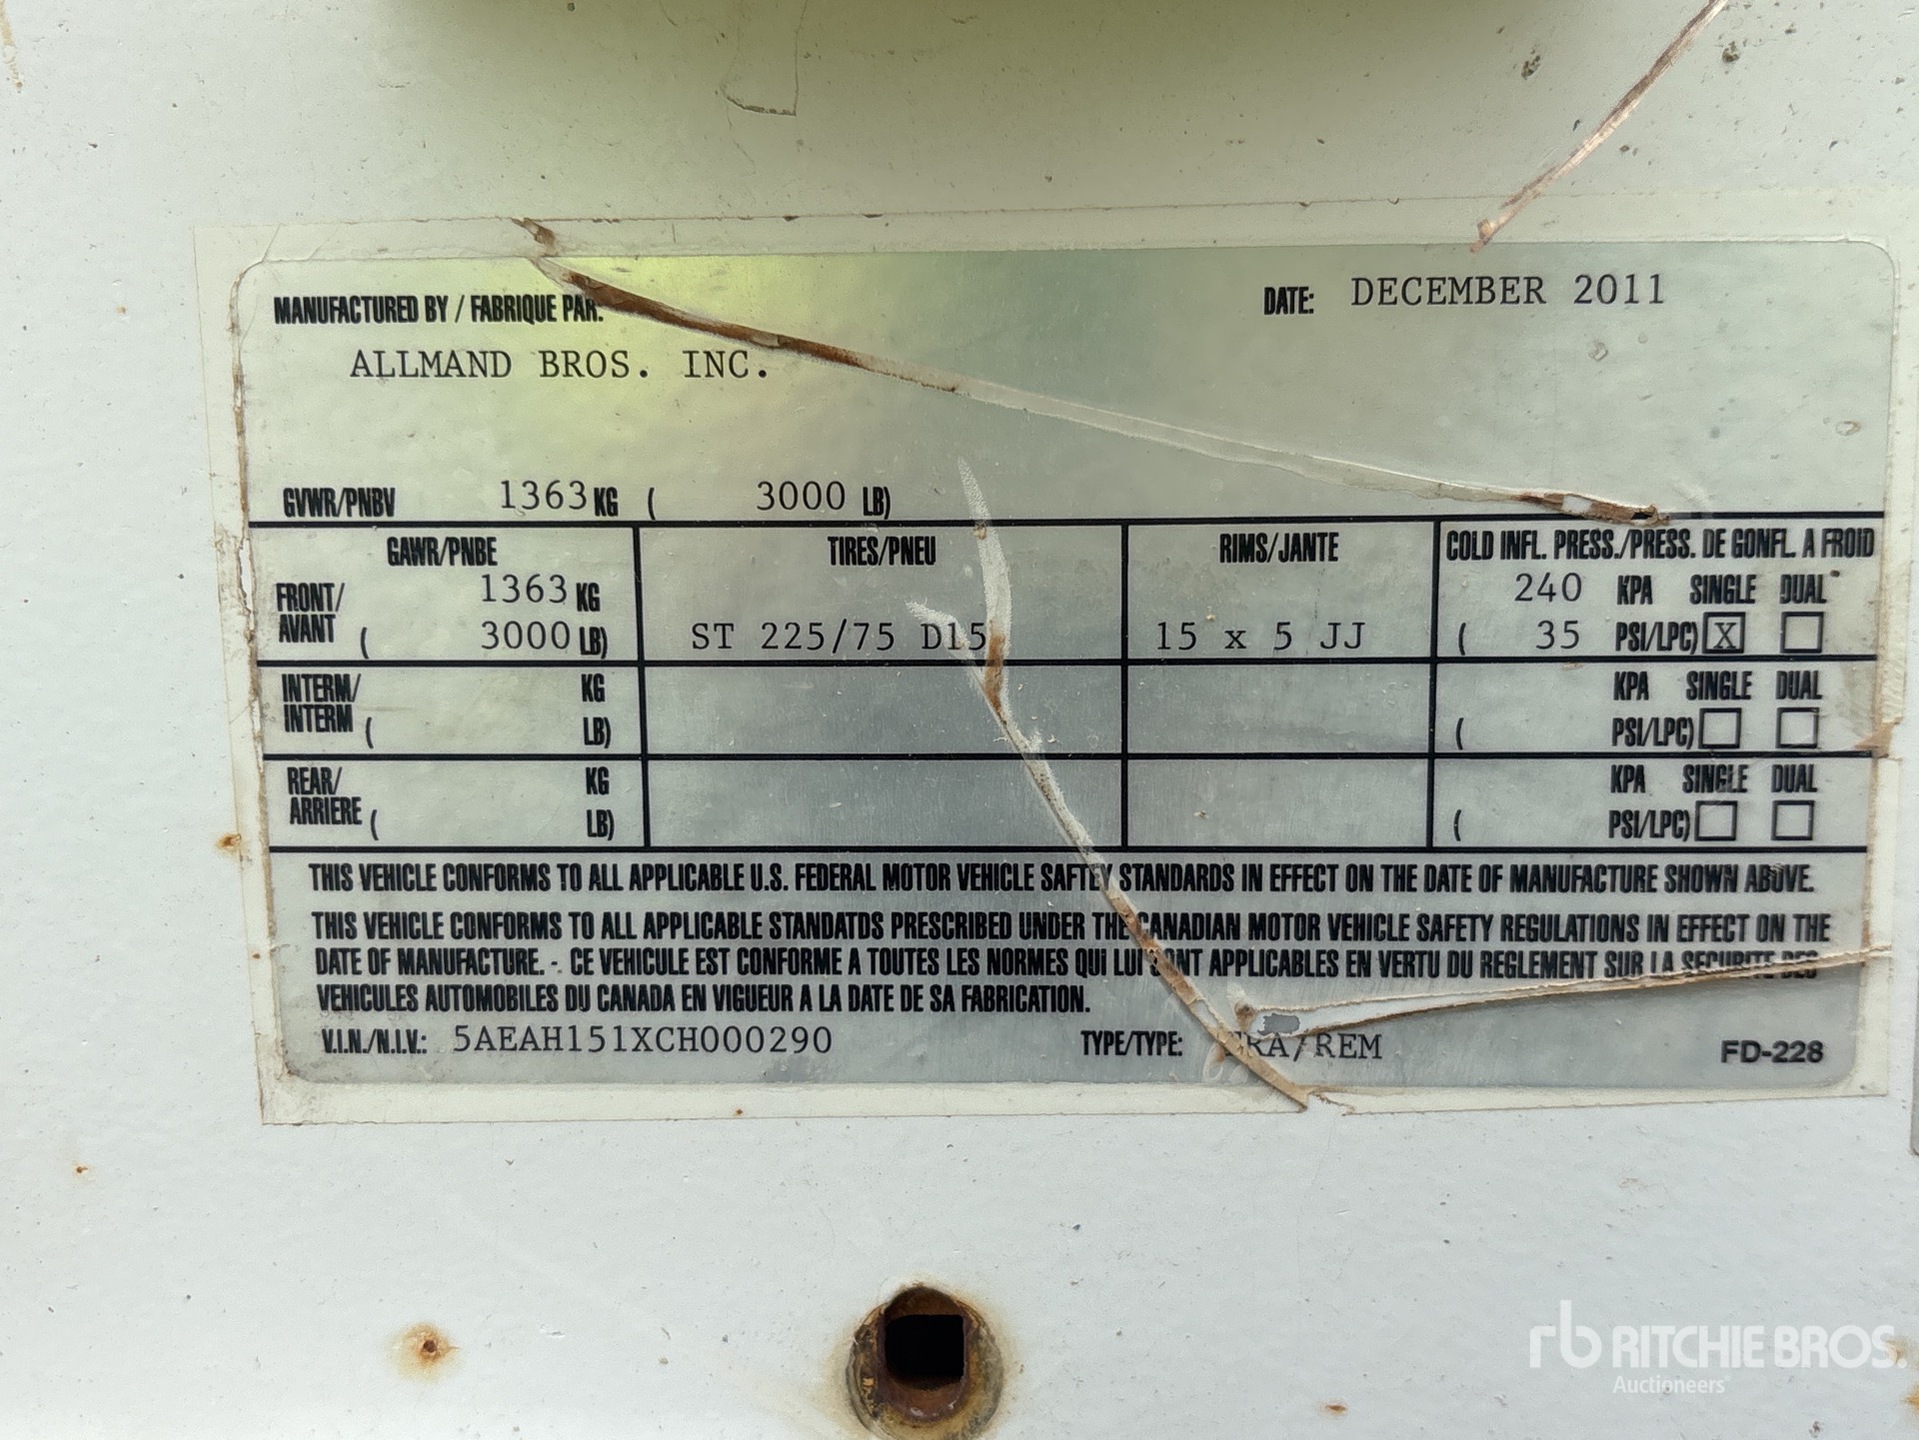 MANUFACTURED BY / FABRIQUE PAR: DATE: DECEMBER 2011
ALLMAND BROS. INC.
GVWR/PNBV 1363 KG ( 3000 LB)
GAWR/PNBE TIRES/PNEU RIMS/JANTE COLD INFL. PRESS./PRESS. DE GONFL. A FROID
FRONT/ 1363 KG 240 KPA SINGLE DUAL
AVANT ( 3000 LB) ST 225/75 D15 15 x 5 JJ ( 35 PSI/LPC) X
INTERM/ KG KPA SINGLE DUAL
INTERM ( LB) ( PSI/LPC)
REAR/ KG KPA SINGLE DUAL
ARRIERE ( LB) ( PSI/LPC)
THIS VEHICLE CONFORMS TO ALL APPLICABLE U.S. FEDERAL MOTOR VEHICLE SAFTEY STANDARDS IN EFFECT ON THE DATE OF MANUFACTURE SHOWN ABOVE.
THIS VEHICLE CONFORMS TO ALL APPLICABLE STANDATDS PRESCRIBED UNDER THE CANADIAN MOTOR VEHICLE SAFETY REGULATIONS IN EFFECT ON THE
DATE OF MANUFACTURE. - CE VEHICULE EST CONFORME A TOUTES LES NORMES QUI LUI SONT APPLICABLES EN VERTU DU REGLEMENT SUR LA SECURITE DES
VEHICULES AUTOMOBILES DU CANADA EN VIGUEUR A LA DATE DE SA FABRICATION.
V.I.N./N.I.V.: 5AEAH151XCH000290 TYPE/TYPE: TRA/REM FD-228
rb RITCHIE BROS.
Auctioneers